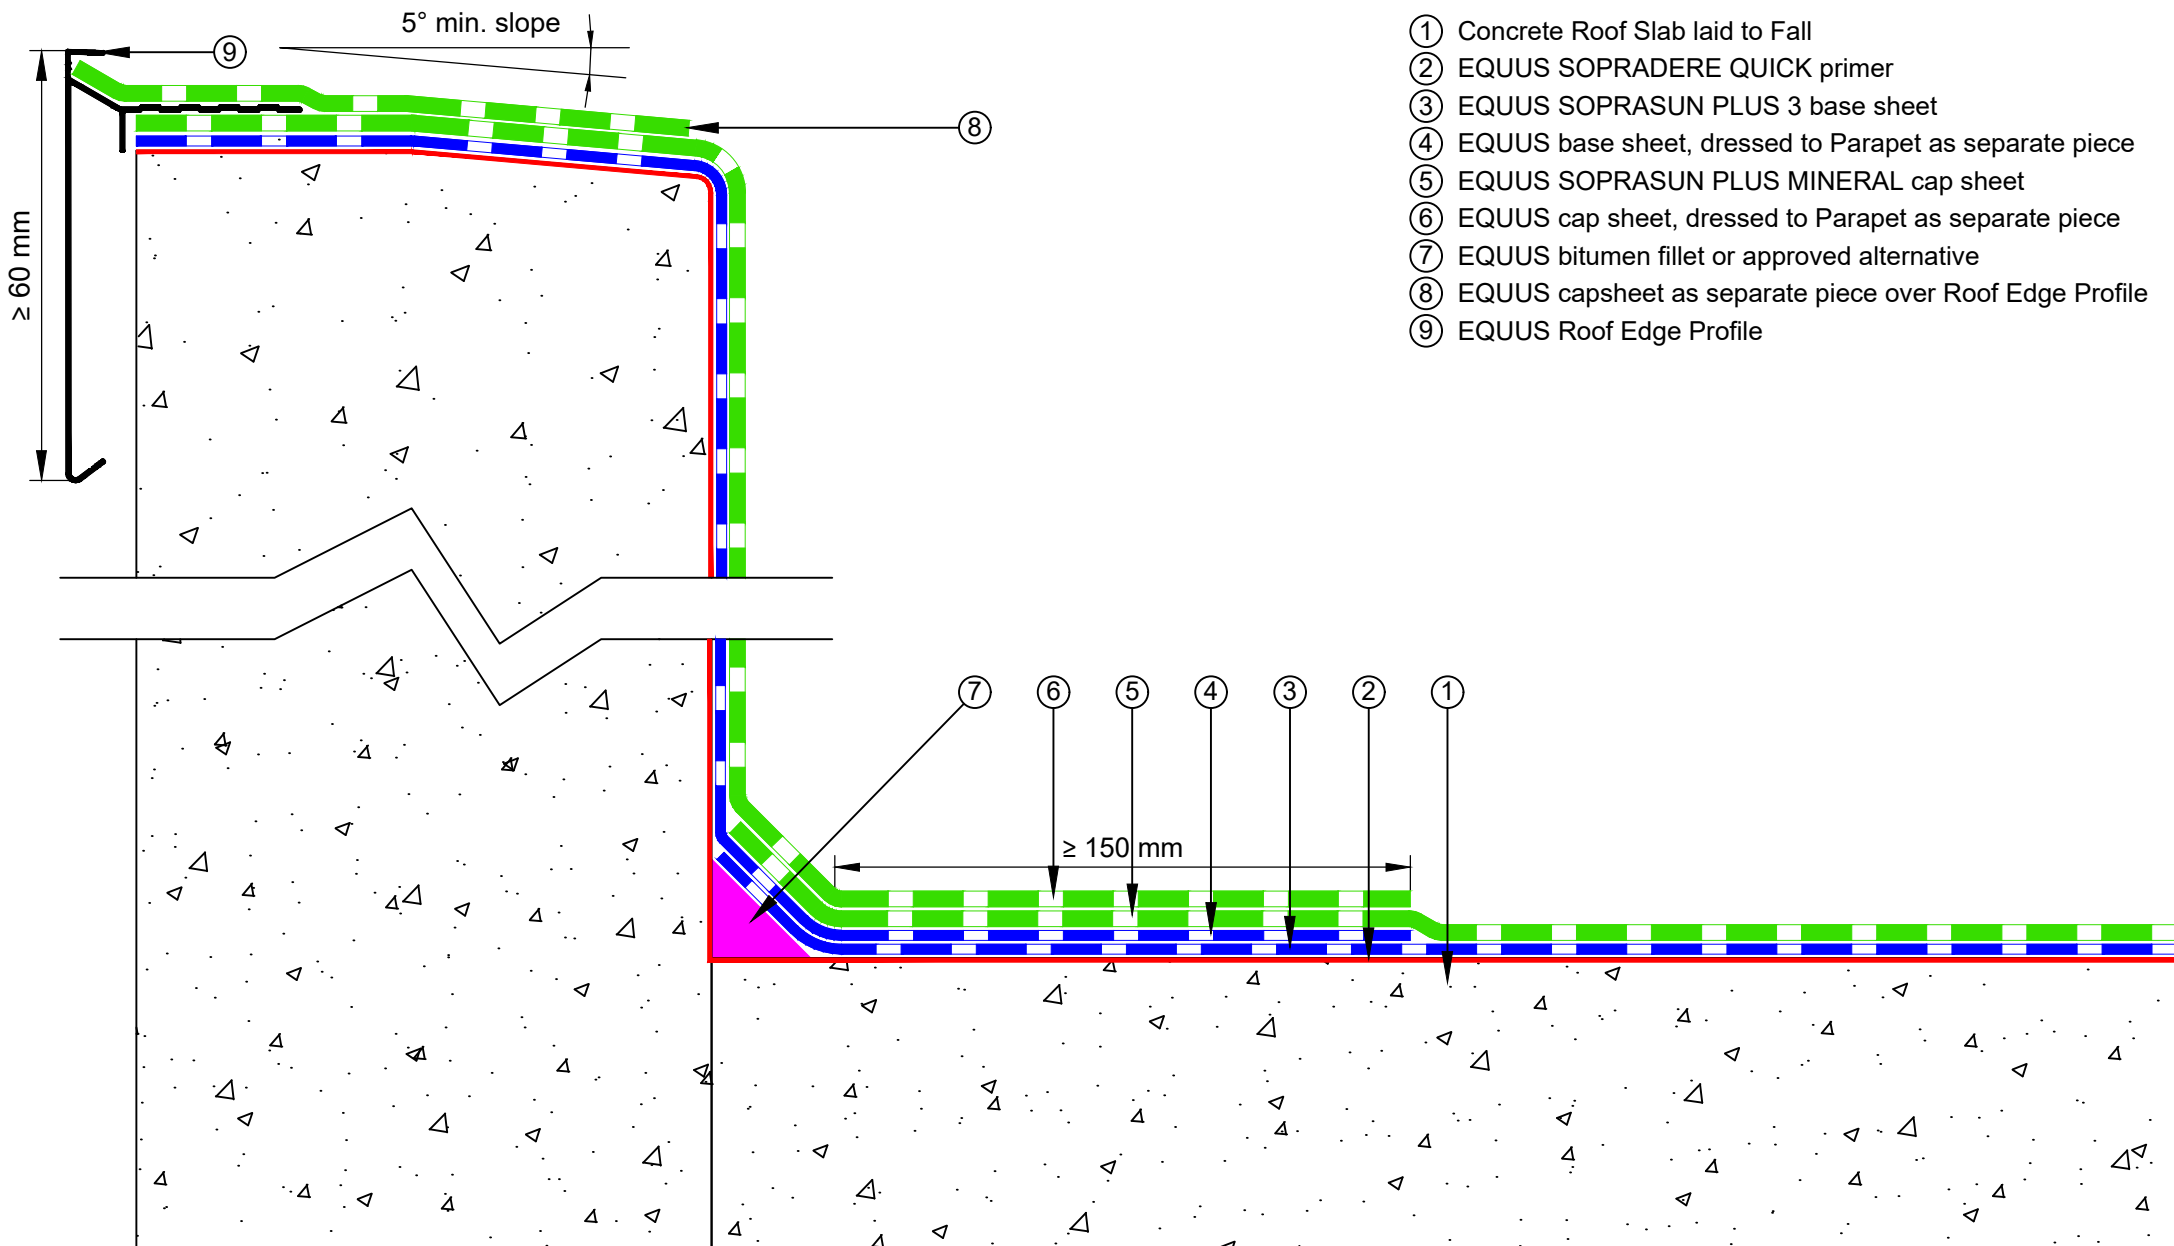 5° min. slope
9
8
≥ 60 mm
1 Concrete Roof Slab laid to Fall
2 EQUUS SOPRADERE QUICK primer
3 EQUUS SOPRASUN PLUS 3 base sheet
4 EQUUS base sheet, dressed to Parapet as separate piece
5 EQUUS SOPRASUN PLUS MINERAL cap sheet
6 EQUUS cap sheet, dressed to Parapet as separate piece
7 EQUUS bitumen fillet or approved alternative
8 EQUUS capsheet as separate piece over Roof Edge Profile
9 EQUUS Roof Edge Profile
7 6 5 4 3 2 1
≥ 150 mm